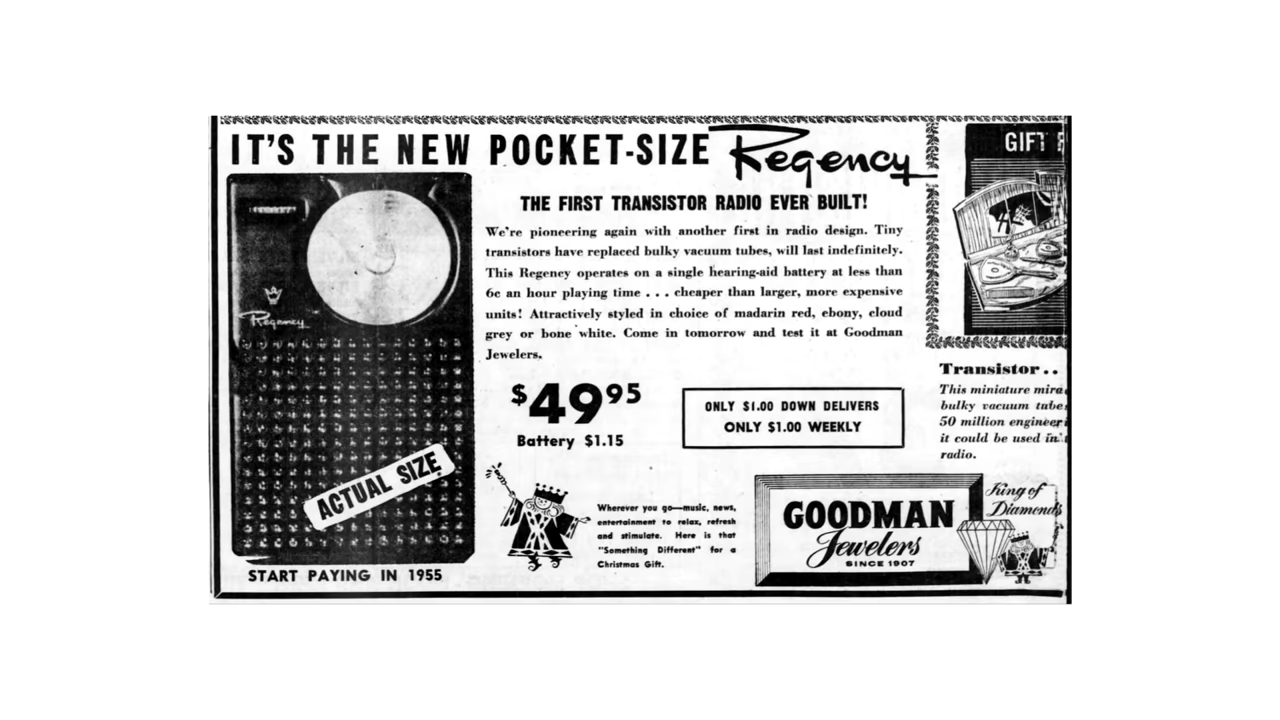 IT'S THE NEW POCKET-SIZE Regency
THE FIRST TRANSISTOR RADIO EVER BUILT!
We're pioneering again with another first in radio design. Tiny
transistors have replaced bulky vacuum tubes, will last indefinitely.
This Regency operates on a single hearing-aid battery at less than
6c an hour playing time . . . cheaper than larger, more expensive
units! Attractively styled in choice of madarin red, ebony, cloud
grey or bone white. Come in tomorrow and test it at Goodman
Jewelers.
Regency
ACTUAL SIZE
START PAYING IN 1955
$49.95
Battery $1.15
ONLY $1.00 DOWN DELIVERS
ONLY $1.00 WEEKLY
Wherever you go—music, news,
entertainment to relax, refresh
and stimulate. Here is that
"Something Different" for a
Christmas Gift.
GOODMAN
Jewelers
SINCE 1907
King of
Diamonds
GIFT
Transistor . .
This miniature
bulky vacuum
50 million
it could be used in
radio.